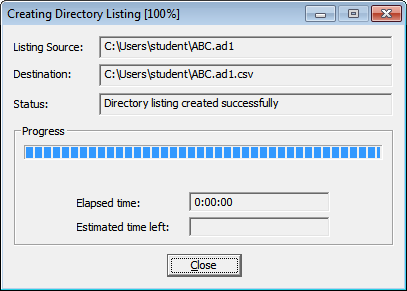 Creating Directory Listing [100%]
Listing Source: C:\Users\student\ABC.ad1
Destination: C:\Users\student\ABC.ad1.csv
Status: Directory listing created successfully
Progress
Elapsed time: 0:00:00
Estimated time left:
Close